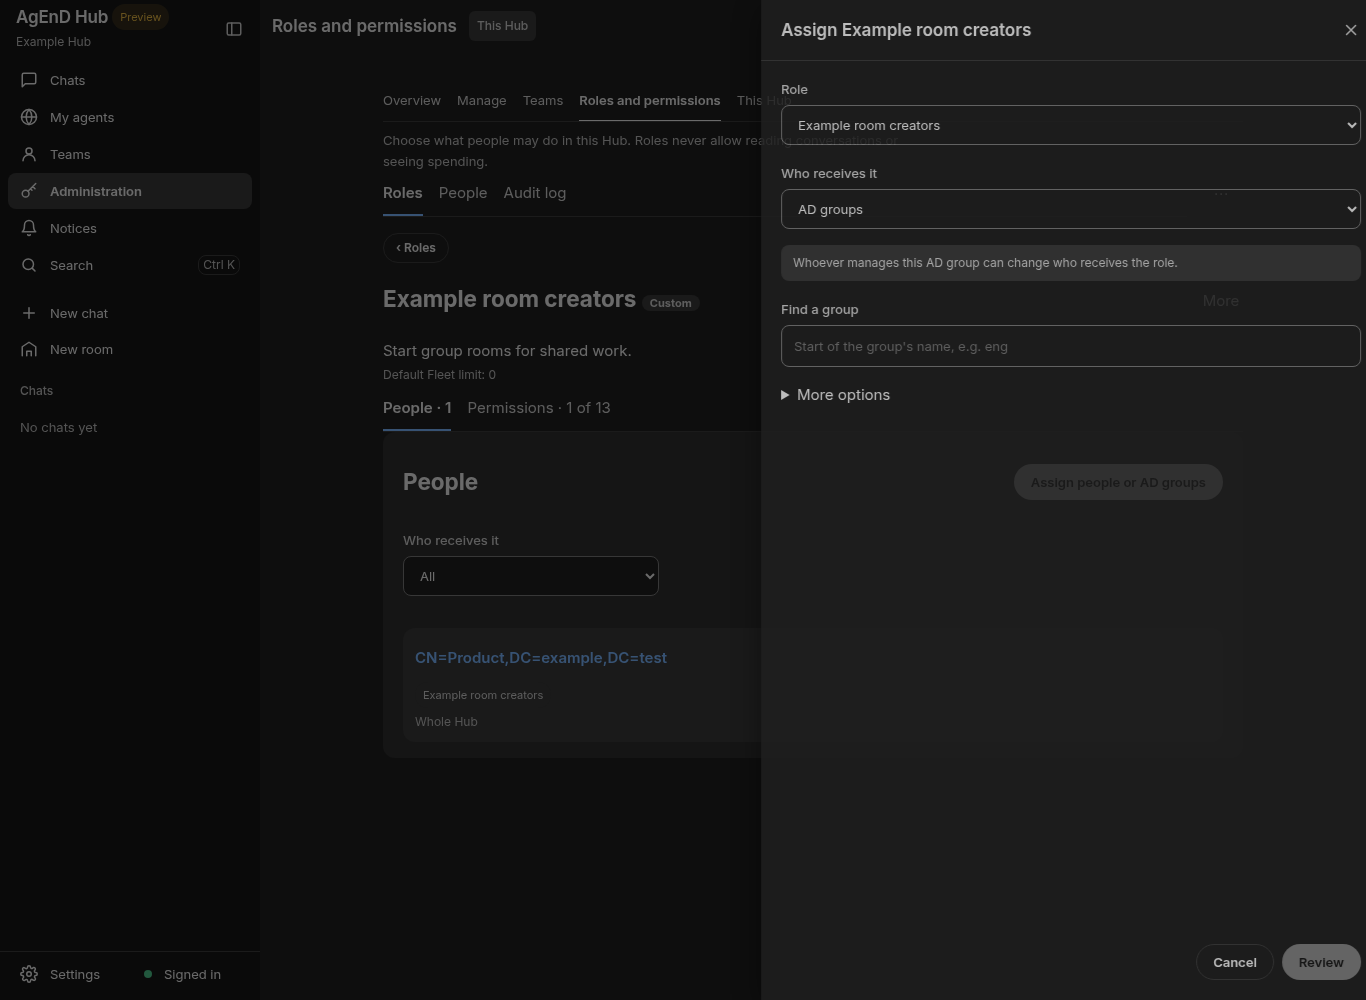 AgEnD Hub
Preview
Example Hub
Chats
My agents
Teams
Administration
Notices
Search
Ctrl K
New chat
New room
Chats
No chats yet
Settings
Signed in
Roles and permissions
This Hub
Overview
Manage
Teams
Roles and permissions
This Hub
Choose what people may do in this Hub. Roles never allow reading conversations or
seeing spending.
Roles
People
Audit log
‹ Roles
Example room creators
Custom
More
Start group rooms for shared work.
Default Fleet limit: 0
People · 1
Permissions · 1 of 13
People
Assign people or AD groups
Who receives it
All
CN=Product,DC=example,DC=test
Example room creators
Whole Hub
Assign Example room creators
Role
Example room creators
Who receives it
AD groups
Whoever manages this AD group can change who receives the role.
Find a group
Start of the group's name, e.g. eng
More options
Cancel
Review